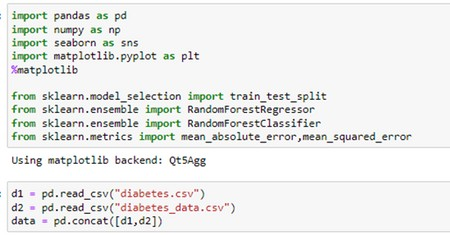 import pandas as pd
import numpy as np
import seaborn as sns
import matplotlib.pyplot as plt
%matplotlib
from sklearn.model_selection import train_test_split
from sklearn.ensemble import RandomForestRegressor
from sklearn.ensemble import RandomForestClassifier
from sklearn.metrics import mean_absolute_error,mean_squared_error
Using matplotlib backend: Qt5Agg
d1 = pd.read_csv("diabetes.csv")
d2 = pd.read_csv("diabetes_data.csv")
data = pd.concat([d1,d2])